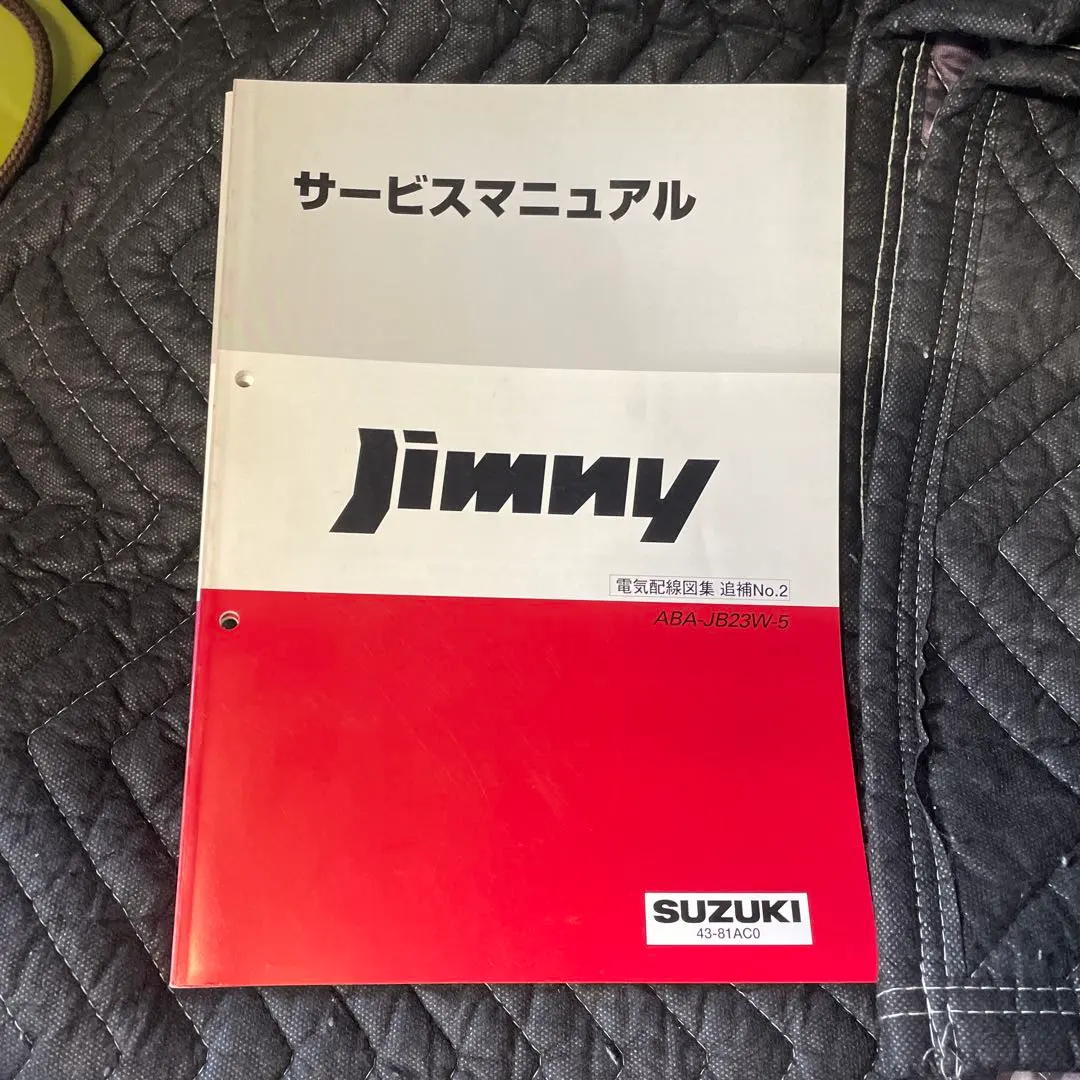 サービスマニュアル
Jimny
電気配線図集 追補No.2
ABA-JB23W-5
SUZUKI
43-81AC0